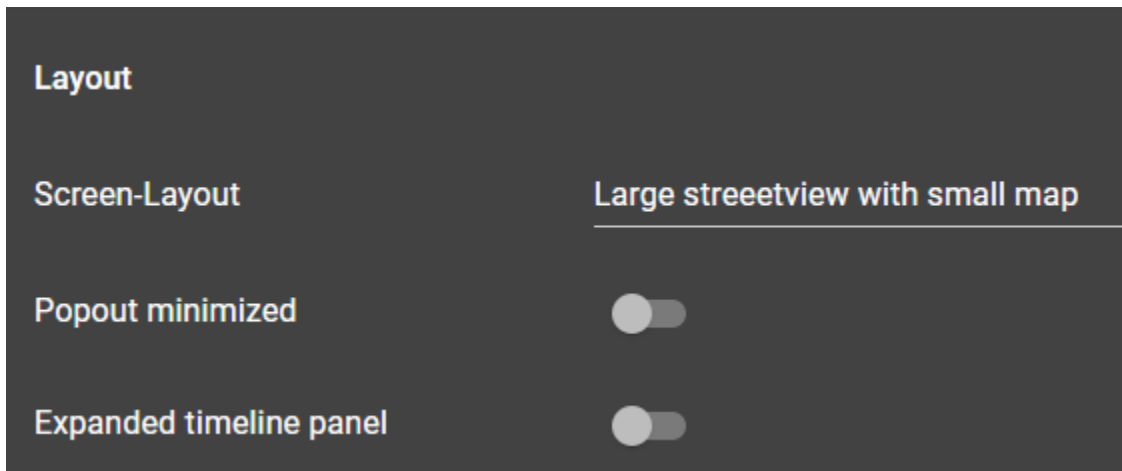 Layout
Screen-Layout
Large streeetview with small map
Popout minimized
Expanded timeline panel